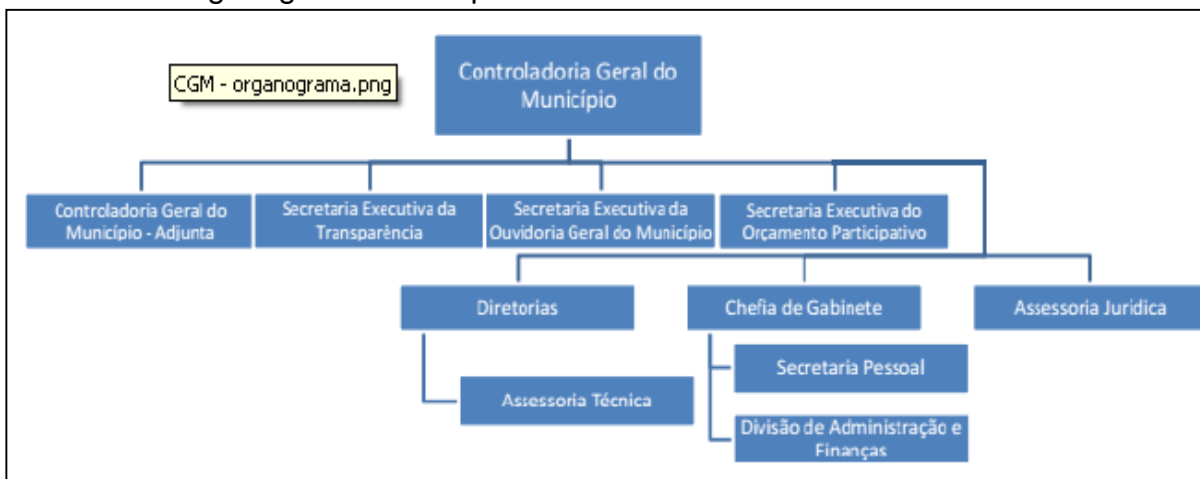 CGM - organograma.png
Controladoria Geral do
Município
Controladoria Geral do
Município - Adjunta
Secretaria Executiva da
Transparência
Secretaria Executiva da
Ouvidoria Geral do Município
Secretaria Executiva do
Orçamento Participativo
Diretorias
Chefia de Gabinete
Assessoria Juridica
Secretaria Pessoal
Assessoria Técnica
Divisão de Administração e
Finanças